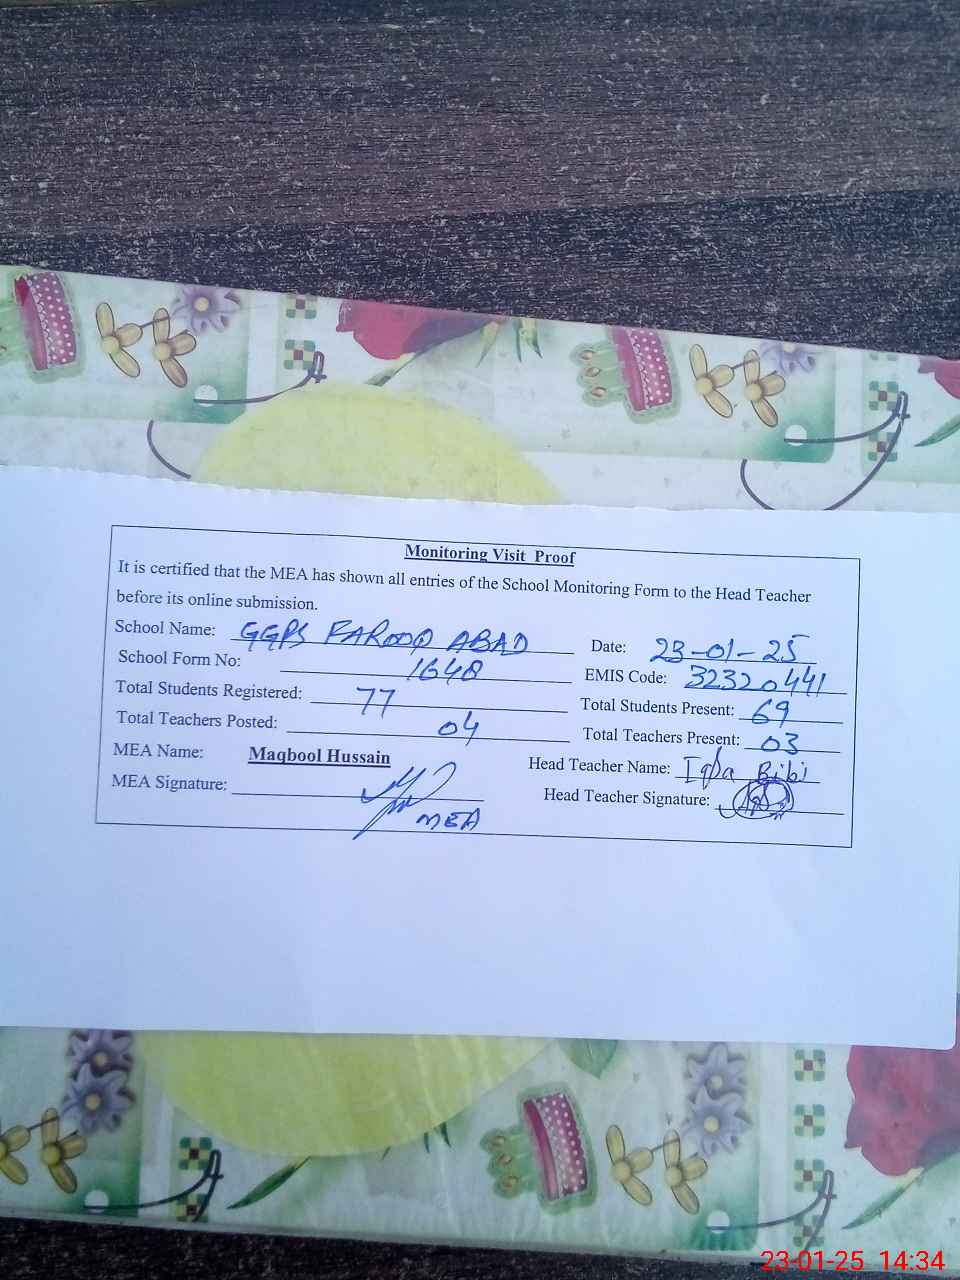 Monitoring Visit Proof
It is certified that the MEA has shown all entries of the School Monitoring Form to the Head Teacher
before its online submission.
School Name: GGPS FAROOQ ABAD Date: 23-01-25
School Form No: 1648 EMIS Code: 32320441
Total Students Registered: 77 Total Students Present: 69
Total Teachers Posted: 04 Total Teachers Present: 03
MEA Name: Maqbool Hussain Head Teacher Name: Iqba Bibi
MEA Signature: Head Teacher Signature:
MEA
23-01-25 14:34